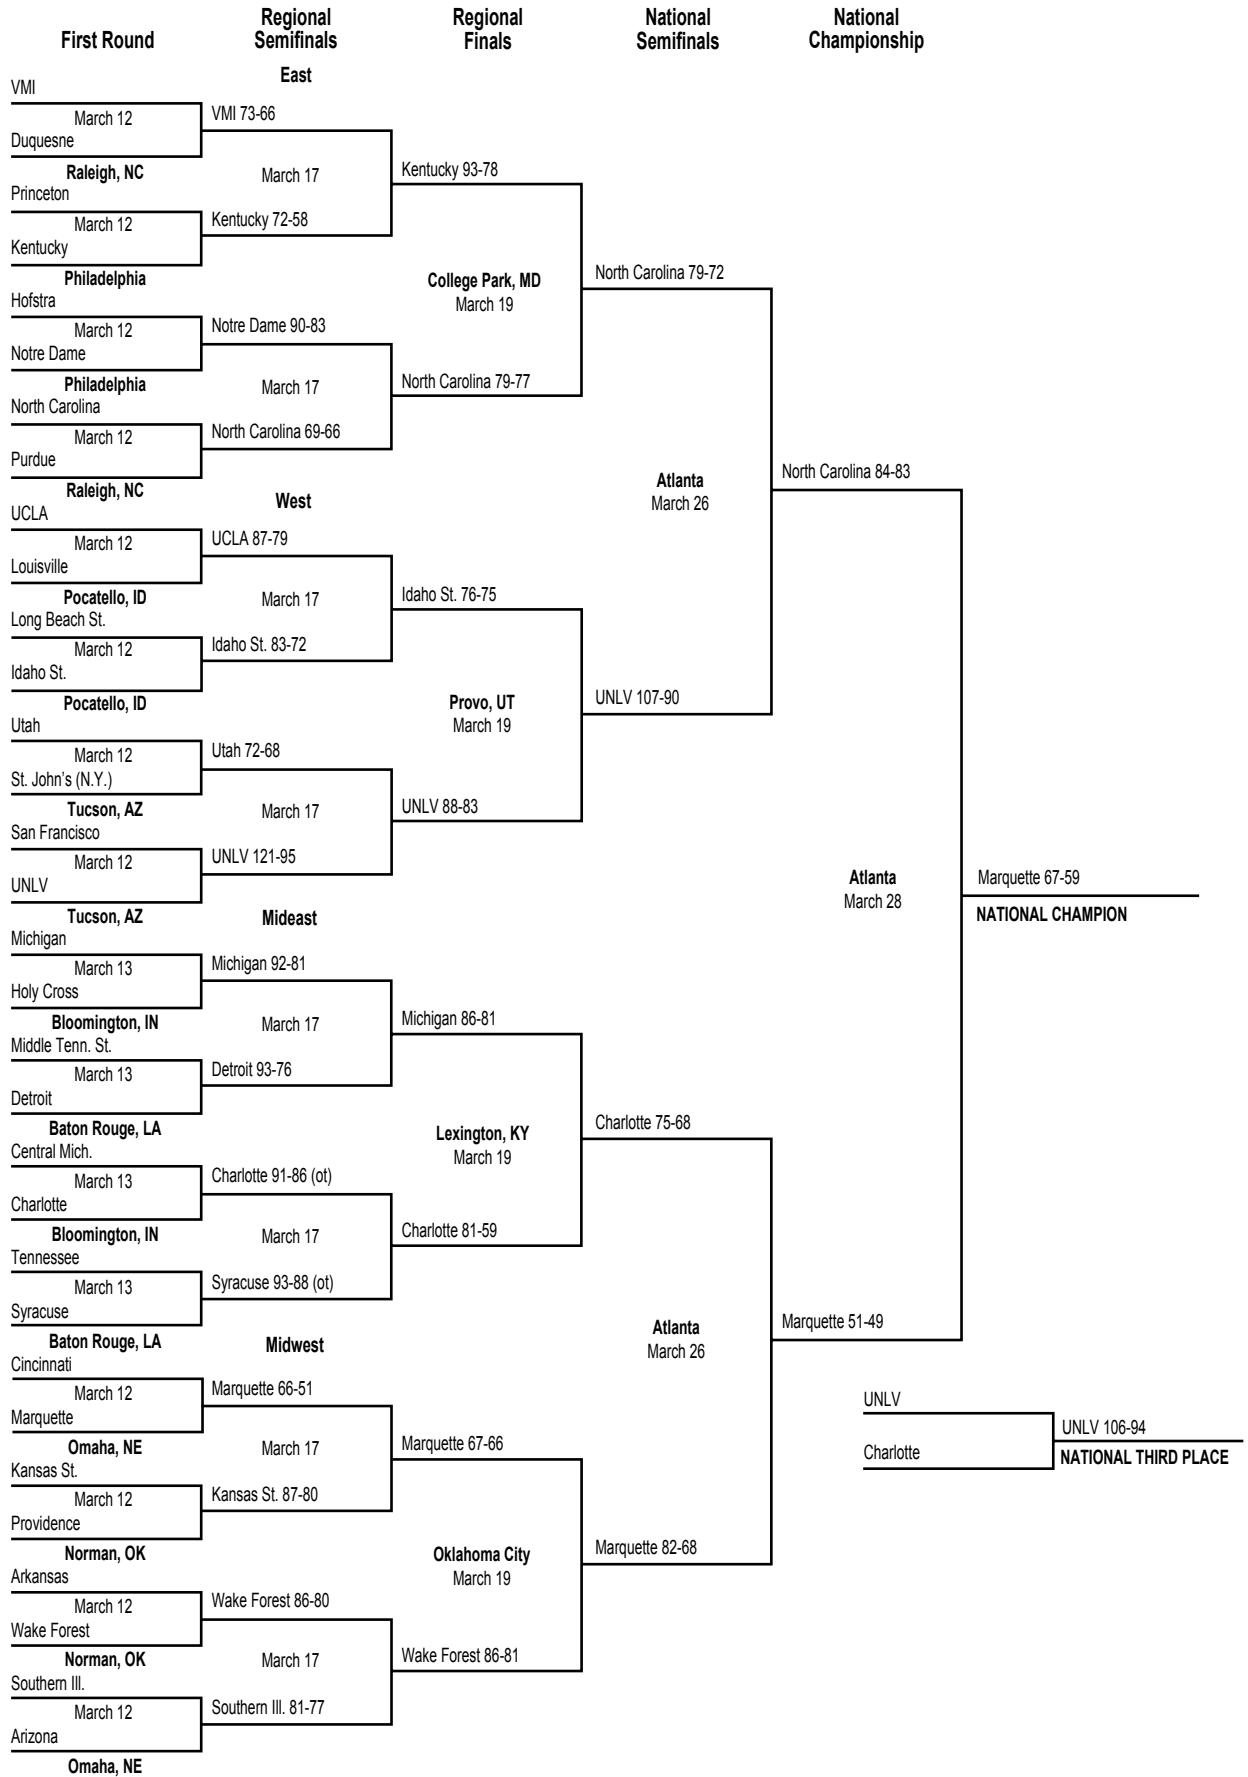 First Round
Regional
Semifinals
Regional
Finals
National
Semifinals
National
Championship
East
VMI
March 12
Duquesne
Raleigh, NC
Princeton
March 12
Kentucky
Philadelphia
Hofstra
March 12
Notre Dame
Philadelphia
North Carolina
March 12
Purdue
Raleigh, NC
VMI 73-66
March 17
Kentucky 72-58
Notre Dame 90-83
March 17
North Carolina 69-66
Kentucky 93-78
College Park, MD
March 19
North Carolina 79-77
North Carolina 79-72
West
UCLA
March 12
Louisville
Pocatello, ID
Long Beach St.
March 12
Idaho St.
Pocatello, ID
Utah
March 12
St. John's (N.Y.)
Tucson, AZ
San Francisco
March 12
UNLV
Tucson, AZ
UCLA 87-79
March 17
Idaho St. 83-72
Utah 72-68
March 17
UNLV 121-95
Idaho St. 76-75
Provo, UT
March 19
UNLV 88-83
UNLV 107-90
Atlanta
March 26
North Carolina 84-83
Mideast
Michigan
March 13
Holy Cross
Bloomington, IN
Middle Tenn. St.
March 13
Detroit
Baton Rouge, LA
Central Mich.
March 13
Charlotte
Bloomington, IN
Tennessee
March 13
Syracuse
Baton Rouge, LA
Michigan 92-81
March 17
Detroit 93-76
Charlotte 91-86 (ot)
March 17
Syracuse 93-88 (ot)
Michigan 86-81
Lexington, KY
March 19
Charlotte 81-59
Charlotte 75-68
Midwest
Cincinnati
March 12
Marquette
Omaha, NE
Kansas St.
March 12
Providence
Norman, OK
Arkansas
March 12
Wake Forest
Norman, OK
Southern Ill.
March 12
Arizona
Omaha, NE
Marquette 66-51
March 17
Kansas St. 87-80
Wake Forest 86-80
March 17
Southern Ill. 81-77
Marquette 67-66
Oklahoma City
March 19
Wake Forest 86-81
Marquette 82-68
Atlanta
March 26
Marquette 51-49
Atlanta
March 28
Marquette 67-59
NATIONAL CHAMPION
UNLV
Charlotte
UNLV 106-94
NATIONAL THIRD PLACE